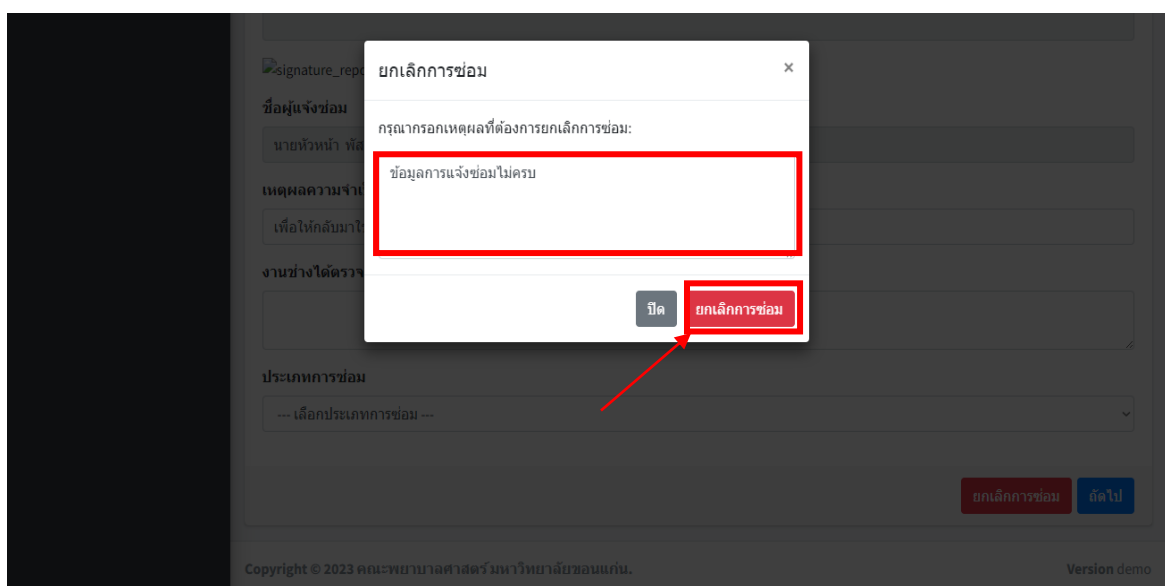 signature_repo
ยกเลิกการซ่อม
×
ชื่อผู้แจ้งซ่อม
กรุณากรอกเหตุผลที่ต้องการยกเลิกการซ่อม:
นายหัวหน้า พัส
ข้อมูลการแจ้งซ่อมไม่ครบ
เหตุผลความจำเ
เพื่อให้กลับมาใ
งานช่างได้ตรวจ
ปิด ยกเลิกการซ่อม
ประเภทการซ่อม
--- เลือกประเภทการซ่อม ---
ยกเลิกการซ่อม ถัดไป
Copyright © 2023 คณะพยาบาลศาสตร์มหาวิทยาลัยขอนแก่น. Version demo